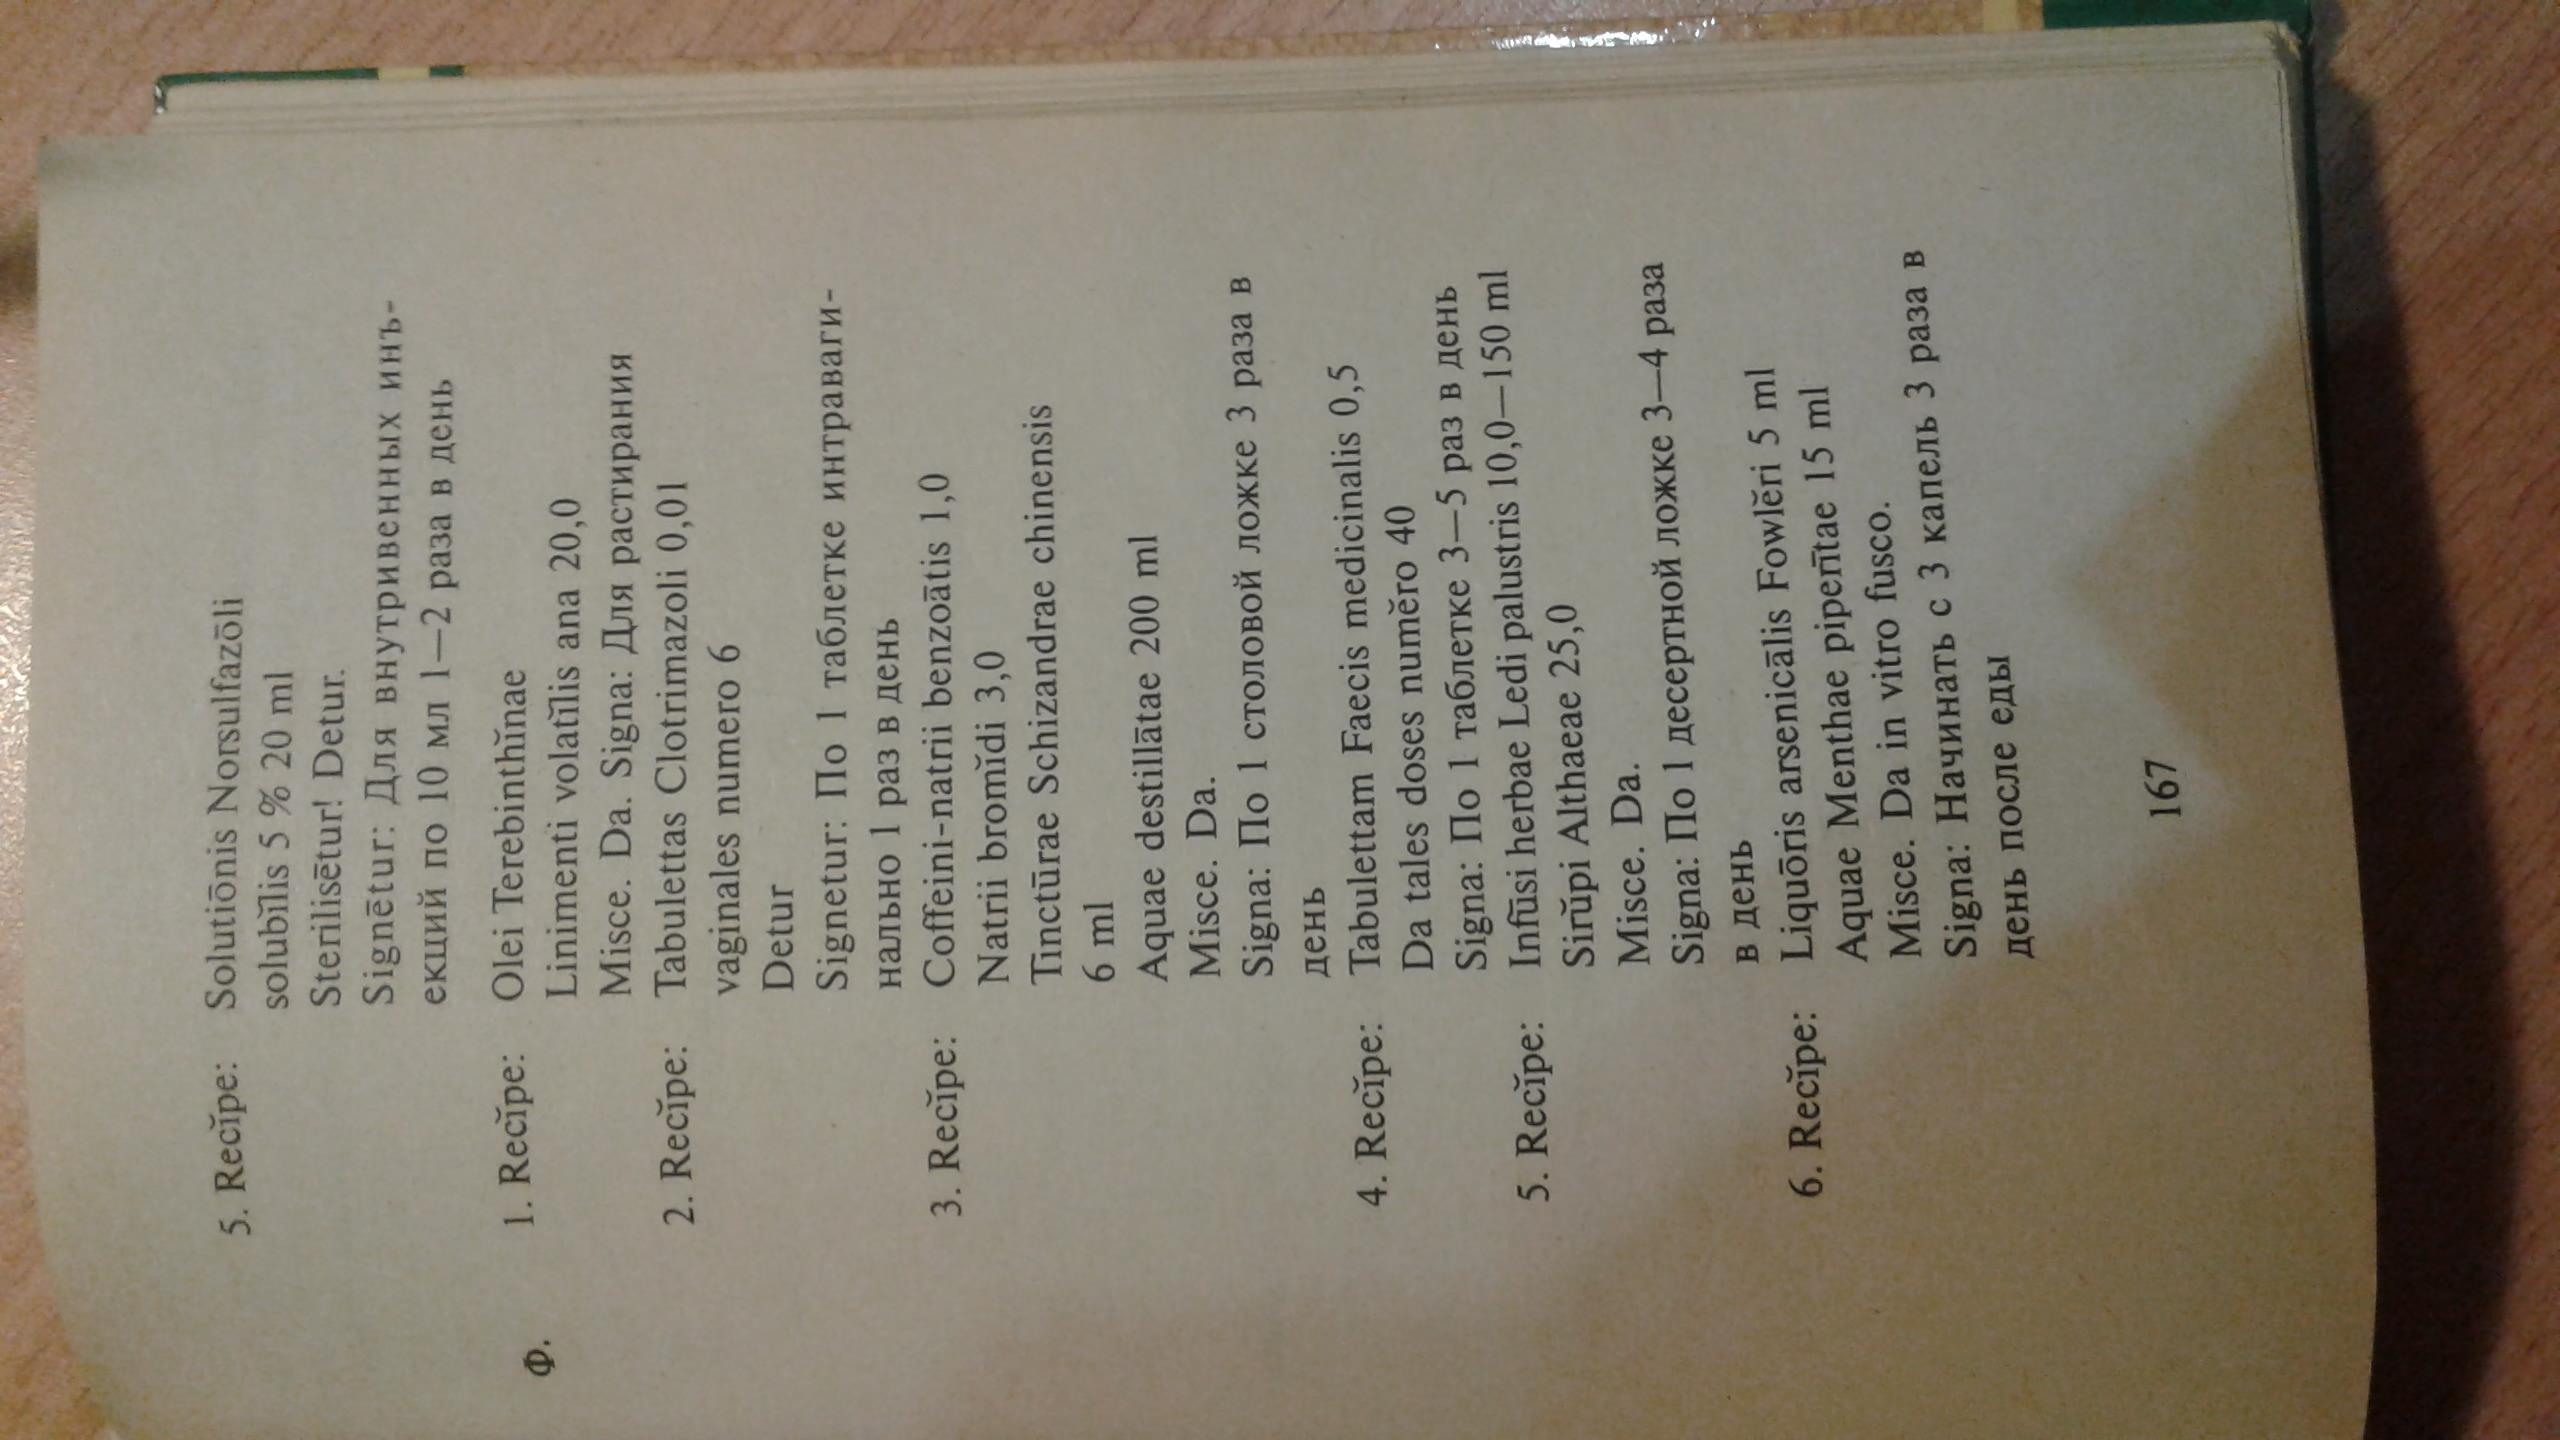 5. Recĭpe: Solutiōnis Norsulfazōli
solubĭlis 5 % 20 ml
Sterilisētur! Detur.
Signētur: Для внутривенных инъ-
екций по 10 мл 1—2 раза в день
Ф. 1. Recĭpe: Olei Terebinthĭnae
Linimenti volatĭlis ana 20,0
Misce. Da. Signa: Для растирания
2. Recĭpe: Tabulettas Clotrimazoli 0,01
vaginales numero 6
Detur
Signetur: По 1 таблетке интраваги-
нально 1 раз в день
3. Recĭpe: Coffeini-natrii benzoātis 1,0
Natrii bromĭdi 3,0
Tinctūrae Schizandrae chinensis
6 ml
Aquae destillātae 200 ml
Misce. Da.
Signa: По 1 столовой ложке 3 раза в
день
4. Recĭpe: Tabulettam Faecis medicinalis 0,5
Da tales doses numĕro 40
Signa: По 1 таблетке 3—5 раз в день
5. Recĭpe: Infūsi herbae Ledi palustris 10,0—150 ml
Sirŭpi Althaeae 25,0
Misce. Da.
Signa: По 1 десертной ложке 3—4 раза
в день
6. Recĭpe: Liquōris arsenicālis Fowlĕri 5 ml
Aquae Menthae piperītae 15 ml
Misce. Da in vitro fusco.
Signa: Начинать с 3 капель 3 раза в
день после еды
167